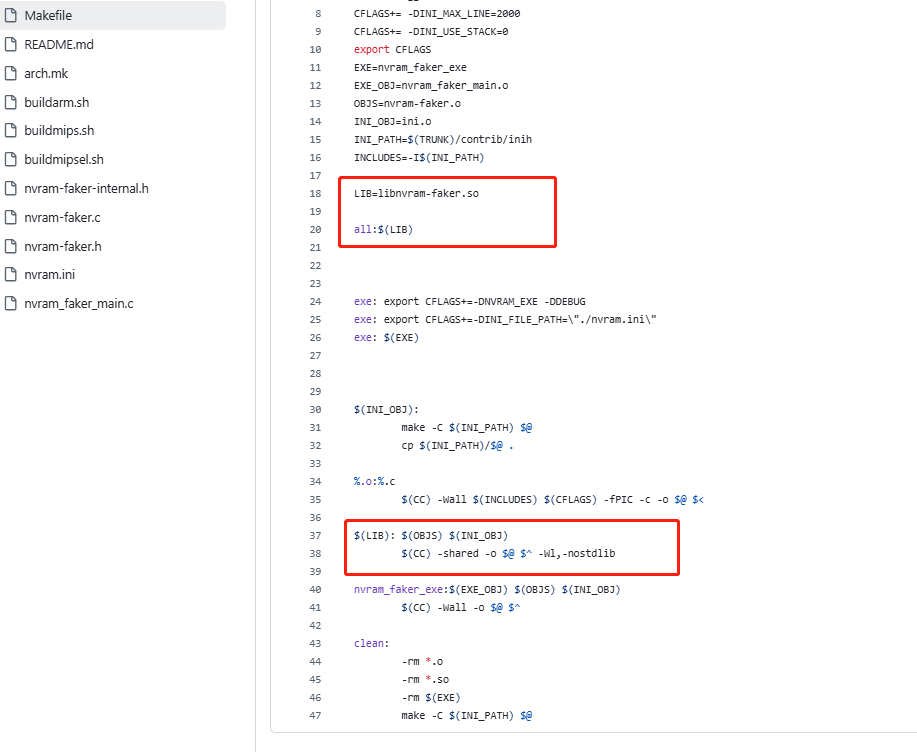 Makefile
README.md
arch.mk
buildarm.sh
buildmips.sh
buildmipsel.sh
nvram-faker-internal.h
nvram-faker.c
nvram-faker.h
nvram.ini
nvram_faker_main.c
8 CFLAGS+= -DINI_MAX_LINE=2000
9 CFLAGS+= -DINI_USE_STACK=0
10 export CFLAGS
11 EXE=nvram_faker_exe
12 EXE_OBJ=nvram_faker_main.o
13 OBJS=nvram-faker.o
14 INI_OBJ=ini.o
15 INI_PATH=$(TRUNK)/contrib/inih
16 INCLUDES=-I$(INI_PATH)
17
18 LIB=libnvram-faker.so
19
20 all:$(LIB)
21
22
23
24 exe: export CFLAGS+=-DNVRAM_EXE -DDEBUG
25 exe: export CFLAGS+=-DINI_FILE_PATH=\"./nvram.ini\"
26 exe: $(EXE)
27
28
29
30 $(INI_OBJ):
31 make -C $(INI_PATH) $@
32 cp $(INI_PATH)/$@ .
33
34 %.o:%.c
35 $(CC) -Wall $(INCLUDES) $(CFLAGS) -fPIC -c -o $@ $<
36
37 $(LIB): $(OBJS) $(INI_OBJ)
38 $(CC) -shared -o $@ $^ -Wl,-nostdlib
39
40 nvram_faker_exe:$(EXE_OBJ) $(OBJS) $(INI_OBJ)
41 $(CC) -Wall -o $@ $^
42
43 clean:
44 -rm *.o
45 -rm *.so
46 -rm $(EXE)
47 make -C $(INI_PATH) $@